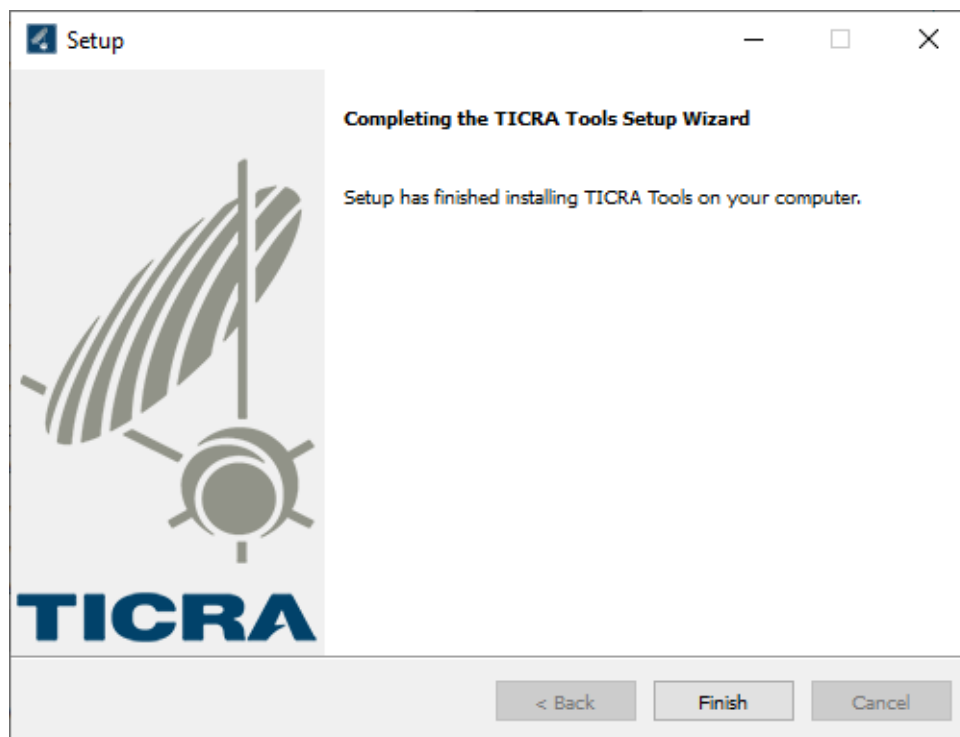 Setup
Completing the TICRA Tools Setup Wizard
Setup has finished installing TICRA Tools on your computer.
TICRA
< Back
Finish
Cancel